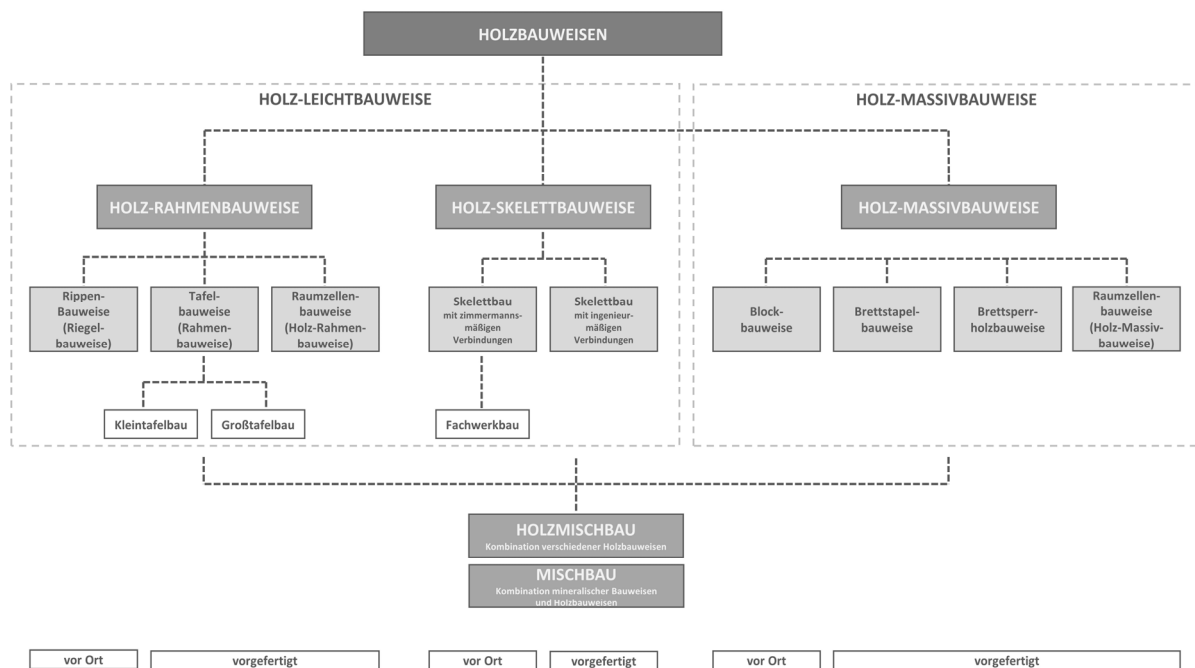 HOLZBAUWEISEN
HOLZ-LEICHTBAUWEISE
HOLZ-MASSIVBAUWEISE
HOLZ-RAHMENBAUWEISE
HOLZ-SKELETTBAUWEISE
HOLZ-MASSIVBAUWEISE
Rippen-
Bauweise
(Riegel-
bauweise)
Tafel-
bauweise
(Rahmen-
bauweise)
Raumzellen-
bauweise
(Holz-Rahmen-
bauweise)
Skelettbau
mit zimmermanns-
mäßigen
Verbindungen
Skelettbau
mit ingenieur-
mäßigen
Verbindungen
Block-
bauweise
Brettstapel-
bauweise
Brettsperr-
holzbauweise
Raumzellen-
bauweise
(Holz-Massiv-
bauweise)
Kleintafelbau
Großtafelbau
Fachwerkbau
HOLZMISCHBAU
Kombination verschiedener Holzbauweisen
MISCHBAU
Kombination mineralischer Bauweisen
und Holzbauweisen
vor Ort
vorgefertigt
vor Ort
vorgefertigt
vor Ort
vorgefertigt